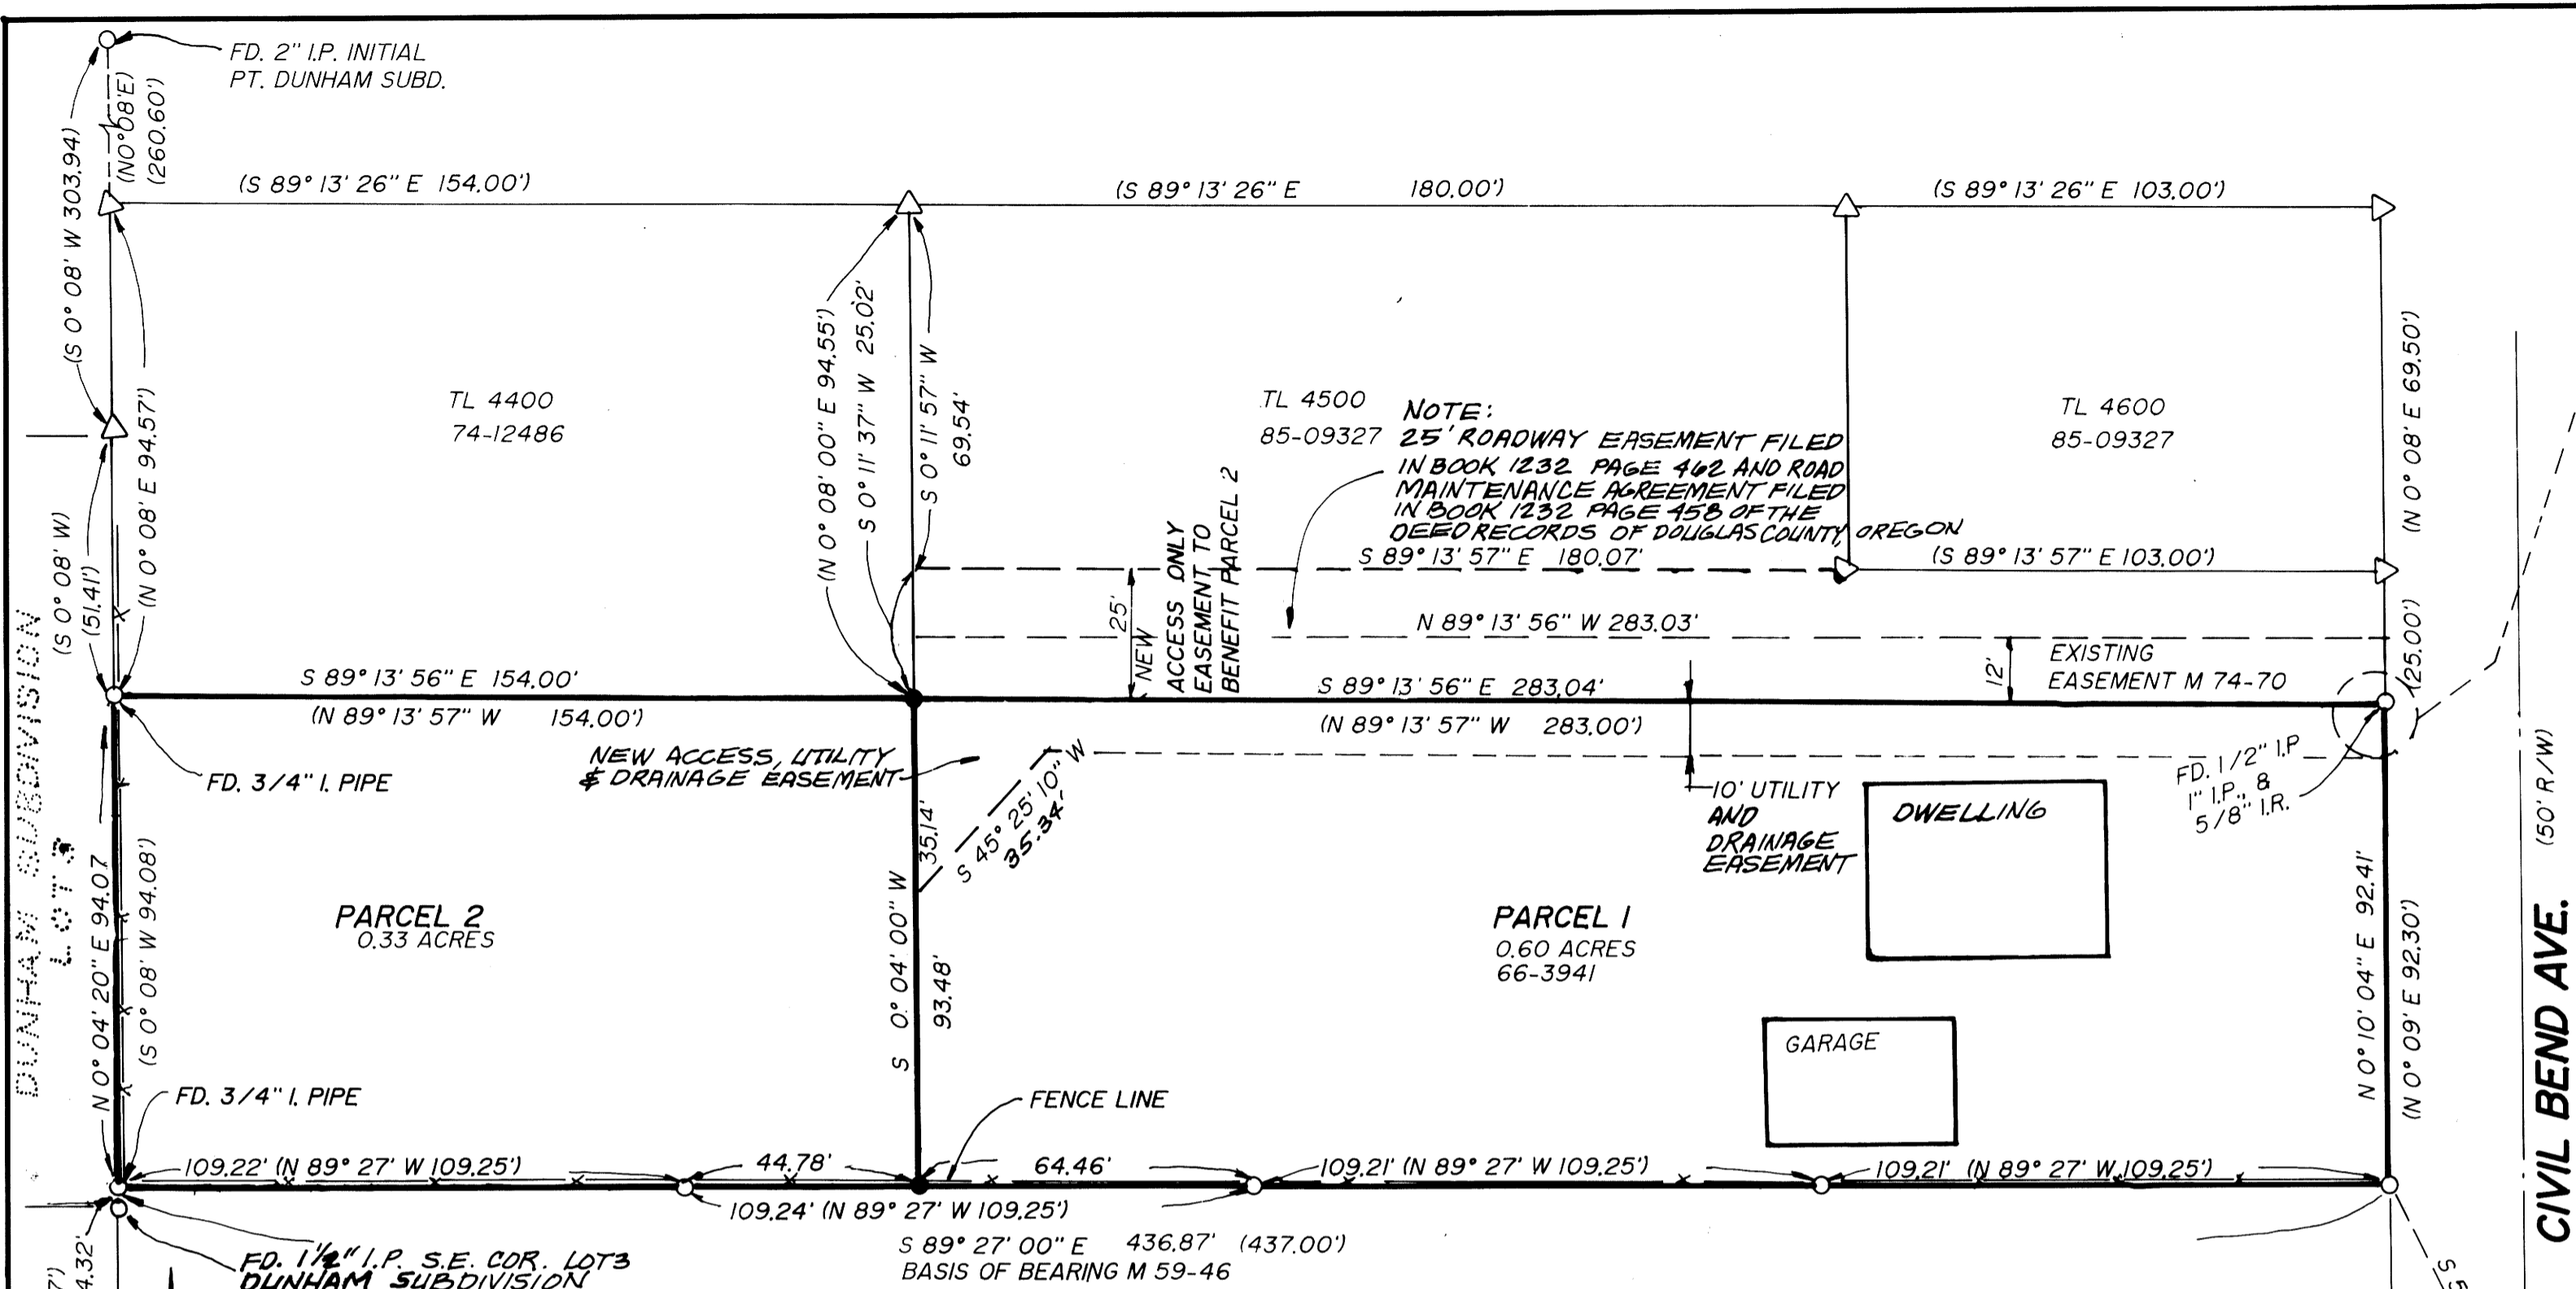 FD. 2" I.P. INITIAL
PT. DUNHAM SUBD.
(N0°08'E)
(260.60')
(S 0° 08' W 303.94)
(S 89° 13' 26" E 154.00')
(S 89° 13' 26" E 180.00')
(S 89° 13' 26" E 103.00')
(N 0° 08' E 94.57')
TL 4400
74-12486
(N 0° 08' 00" E 94.55')
S 0° 11' 37" W 25.02'
S 0° 11' 57" W
69.54'
TL 4500
85-09327
NOTE:
25' ROADWAY EASEMENT FILED
IN BOOK 1232 PAGE 462 AND ROAD
MAINTENANCE AGREEMENT FILED
IN BOOK 1232 PAGE 458 OF THE
DEED RECORDS OF DOUGLAS COUNTY, OREGON
TL 4600
85-09327
(N 0° 08' E 69.50')
(S 0° 08' W)
(51.41')
S 89° 13' 57" E 180.07'
(S 89° 13' 57" E 103.00')
25'
NEW
ACCESS ONLY
EASEMENT TO
BENEFIT PARCEL 2
N 89° 13' 56" W 283.03'
12'
EXISTING
EASEMENT M 74-70
(25.00')
S 89° 13' 56" E 154.00'
(N 89° 13' 57" W 154.00')
S 89° 13' 56" E 283.04'
(N 89° 13' 57" W 283.00')
FD. 3/4" I. PIPE
NEW ACCESS, UTILITY
& DRAINAGE EASEMENT
S 45° 25' 10" W
35.34'
35.14'
10' UTILITY
AND
DRAINAGE
EASEMENT
DWELLING
FD. 1/2" I.P
1" I.P., &
5/8" I.R.
(50' R/W)
CIVIL BEND AVE.
DUNHAM SUBDIVISION
LOT 3
N 0° 04' 20" E 94.07
(S 0° 08' W 94.08')
PARCEL 2
0.33 ACRES
S 0° 04' 00" W
93.48'
PARCEL 1
0.60 ACRES
66-3941
GARAGE
N 0° 10' 04" E 92.41'
(N 0° 09' E 92.30')
FD. 3/4" I. PIPE
FENCE LINE
109.22' (N 89° 27' W 109.25')
44.78'
64.46'
109.21' (N 89° 27' W 109.25')
109.21' (N 89° 27' W 109.25')
109.24' (N 89° 27' W 109.25')
S 89° 27' 00" E 436.87' (437.00')
BASIS OF BEARING M 59-46
FD. 1 1/2" I.P. S.E. COR. LOT3
DUNHAM SUBDIVISION
4.32'